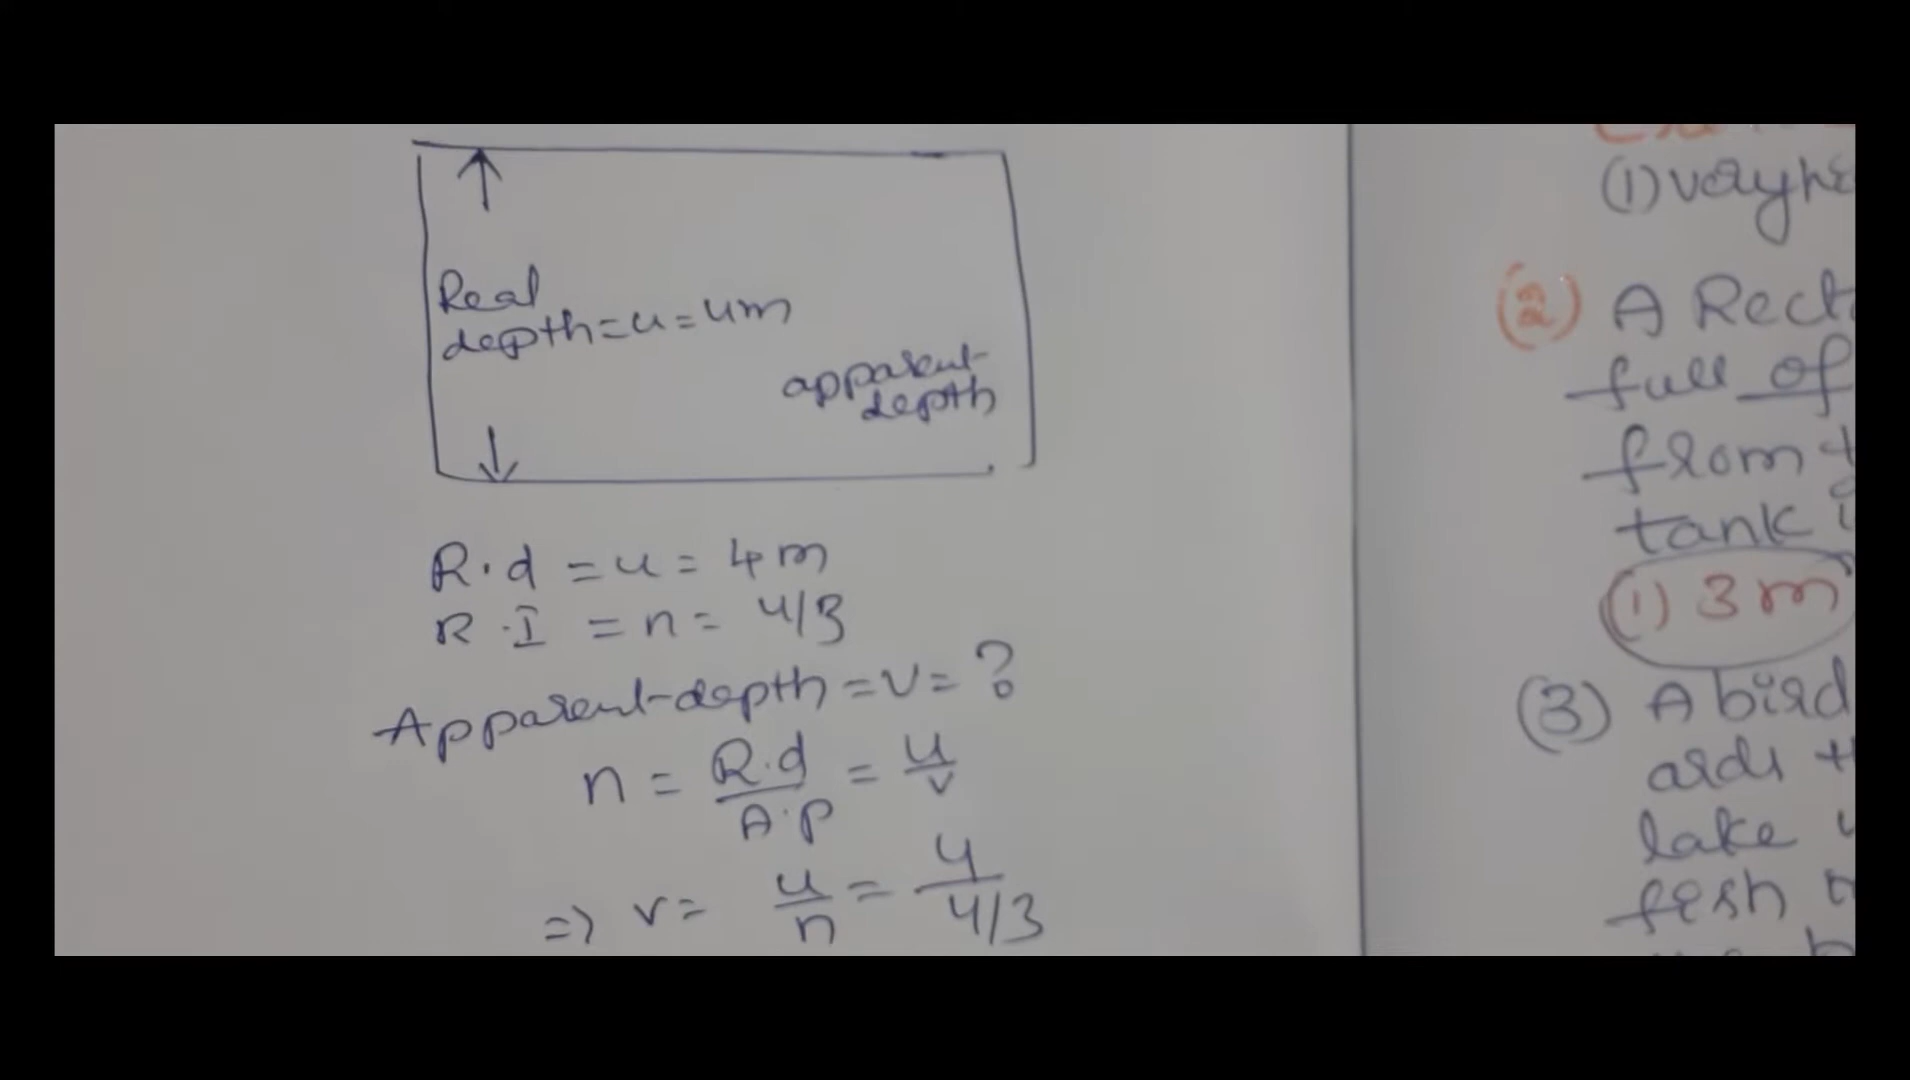 Real
depth=u=4m
apparent-
depth
R.d = u = 4m
R.I = n = 4/3
Apparent-depth = v = ?
n = R.d/A.p = u/v
=> v = u/n = 4/4/3
(1)
(2) A Rect
full of
from t
tank i
(1) 3m
(3) A bird
ards t
lake
fish